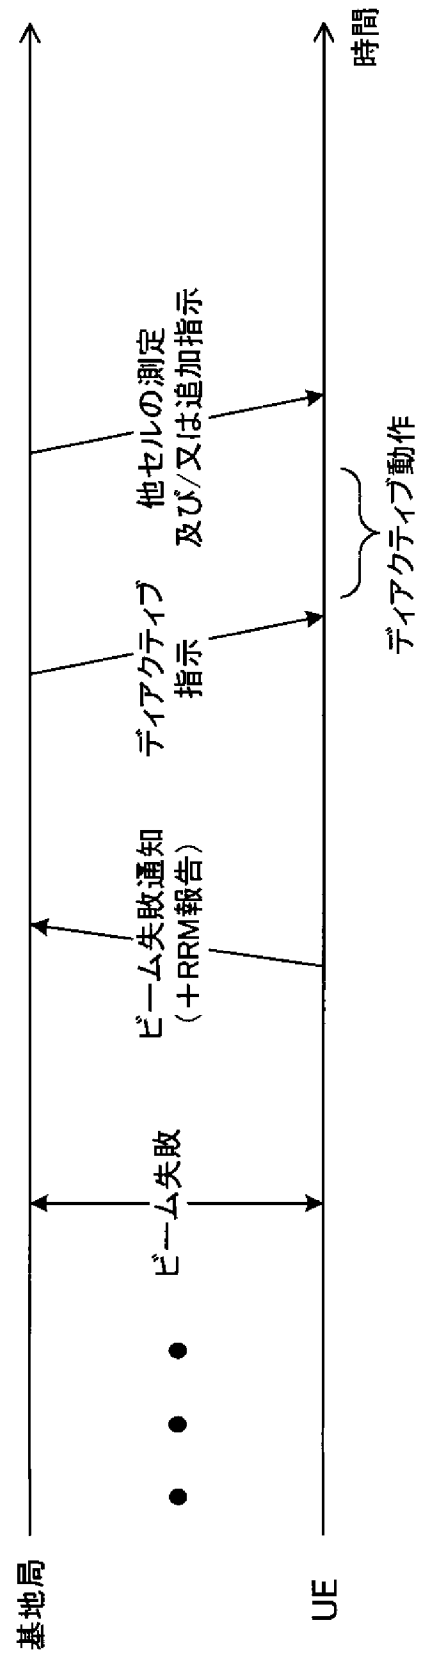 基地局
UE
ビーム失敗
ビーム失敗通知
(+RRM報告)
ディアクティブ
指示
他セルの測定
及び/又は追加指示
ディアクティブ動作
時間